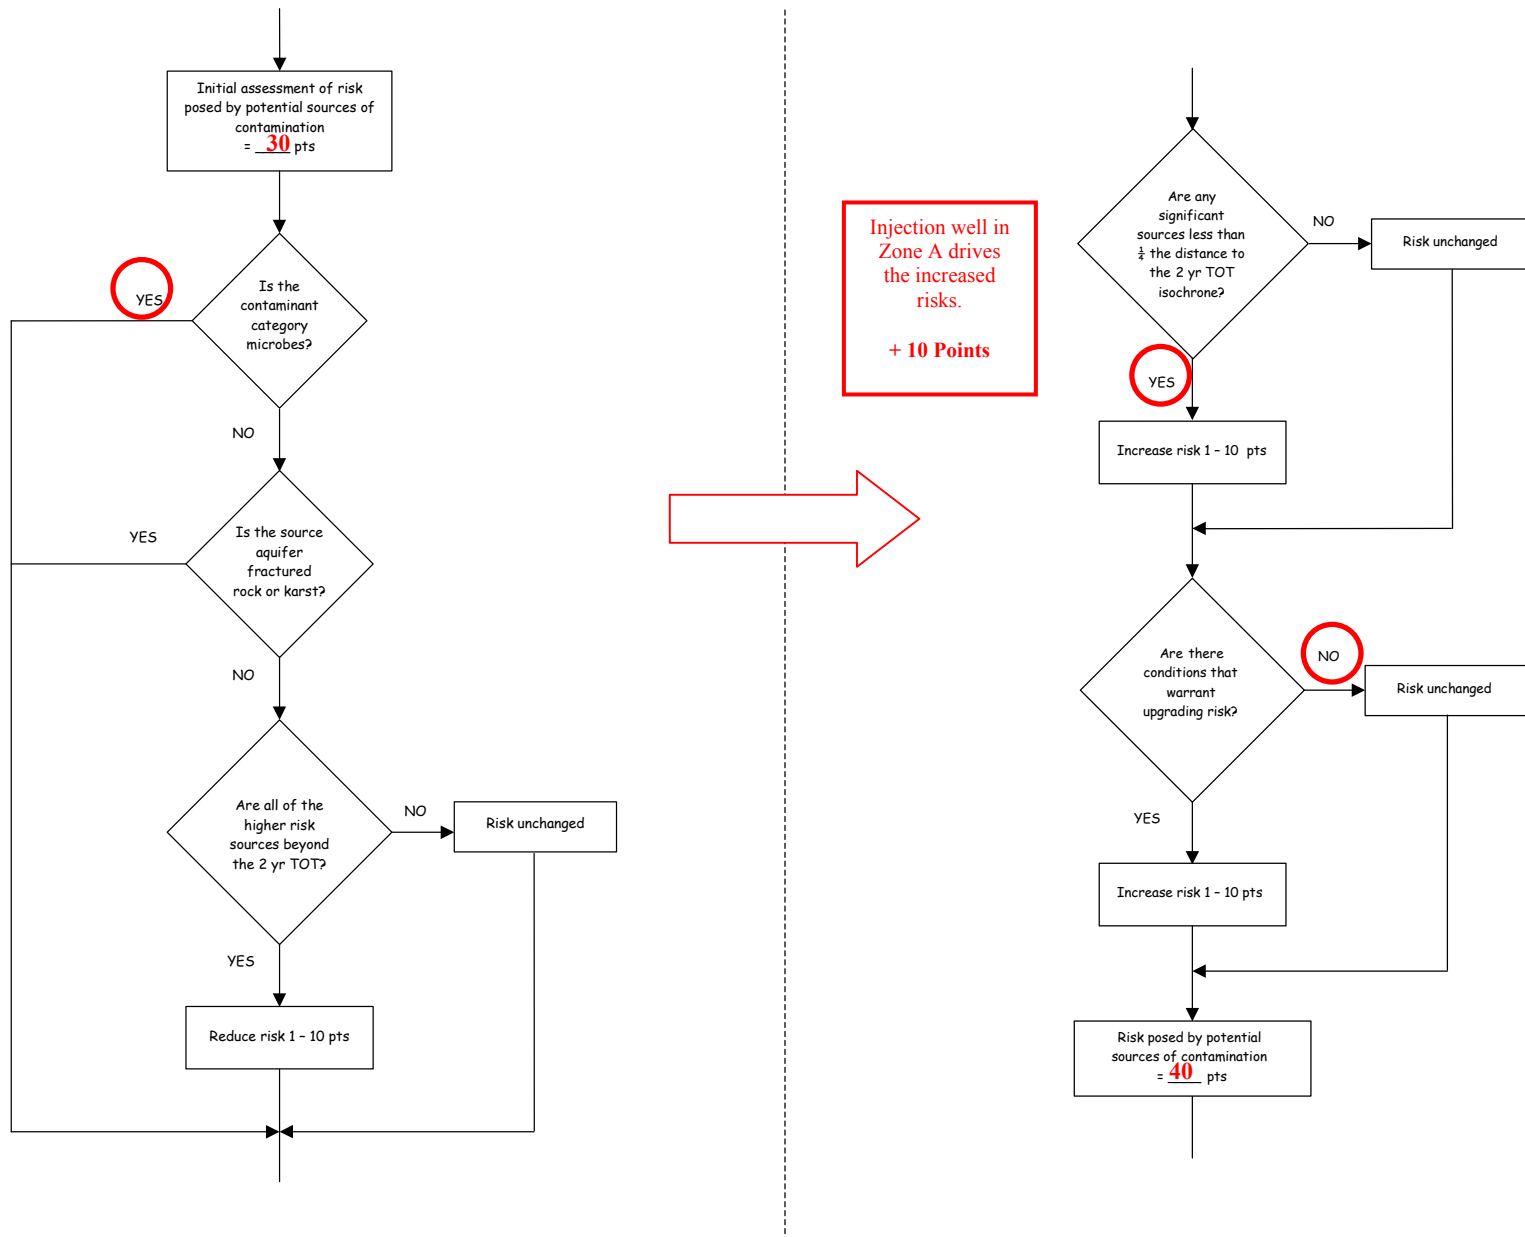 Initial assessment of risk
posed by potential sources of
contamination
= 30 pts
Is the
contaminant
category
microbes?
YES
NO
Is the source
aquifer
fractured
rock or karst?
YES
NO
Are all of the
higher risk
sources beyond
the 2 yr TOT?
NO
Risk unchanged
YES
Reduce risk 1 – 10 pts
Injection well in
Zone A drives
the increased
risks.
+ 10 Points
Are any
significant
sources less than
¼ the distance to
the 2 yr TOT
isochrone?
NO
Risk unchanged
YES
Increase risk 1 – 10 pts
Are there
conditions that
warrant
upgrading risk?
NO
Risk unchanged
YES
Increase risk 1 – 10 pts
Risk posed by potential
sources of contamination
= 40 pts